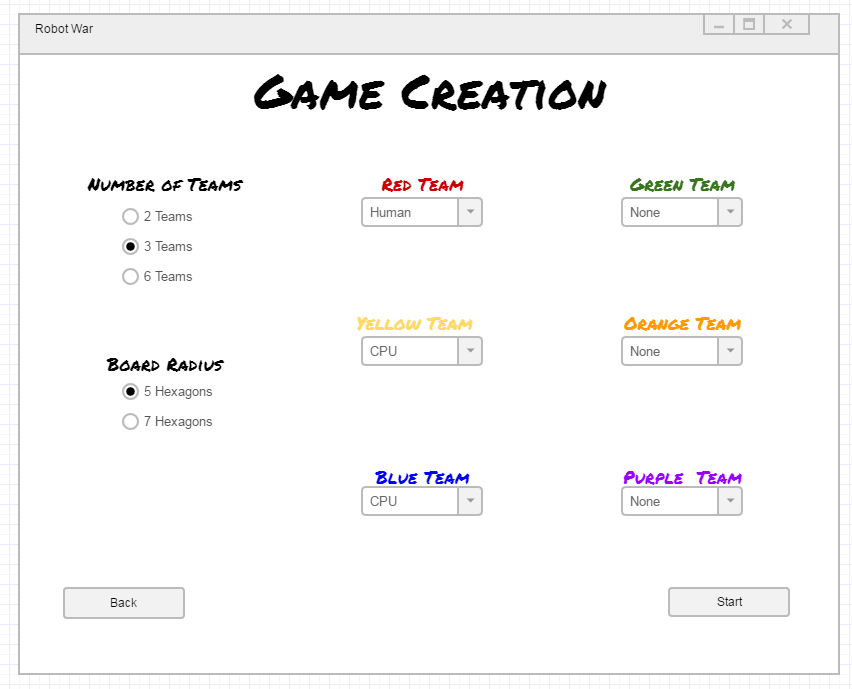 Robot War
Game Creation
Number of Teams
2 Teams
3 Teams
6 Teams
Board Radius
5 Hexagons
7 Hexagons
Red Team
Human
Green Team
None
Yellow Team
CPU
Orange Team
None
Blue Team
CPU
Purple Team
None
Back
Start